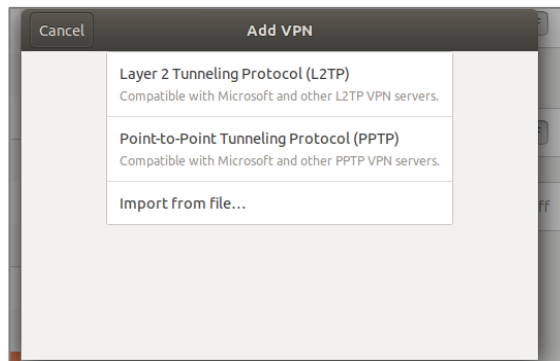 Cancel
Add VPN
Layer 2 Tunneling Protocol (L2TP)
Compatible with Microsoft and other L2TP VPN servers.
Point-to-Point Tunneling Protocol (PPTP)
Compatible with Microsoft and other PPTP VPN servers.
Import from file…
ff